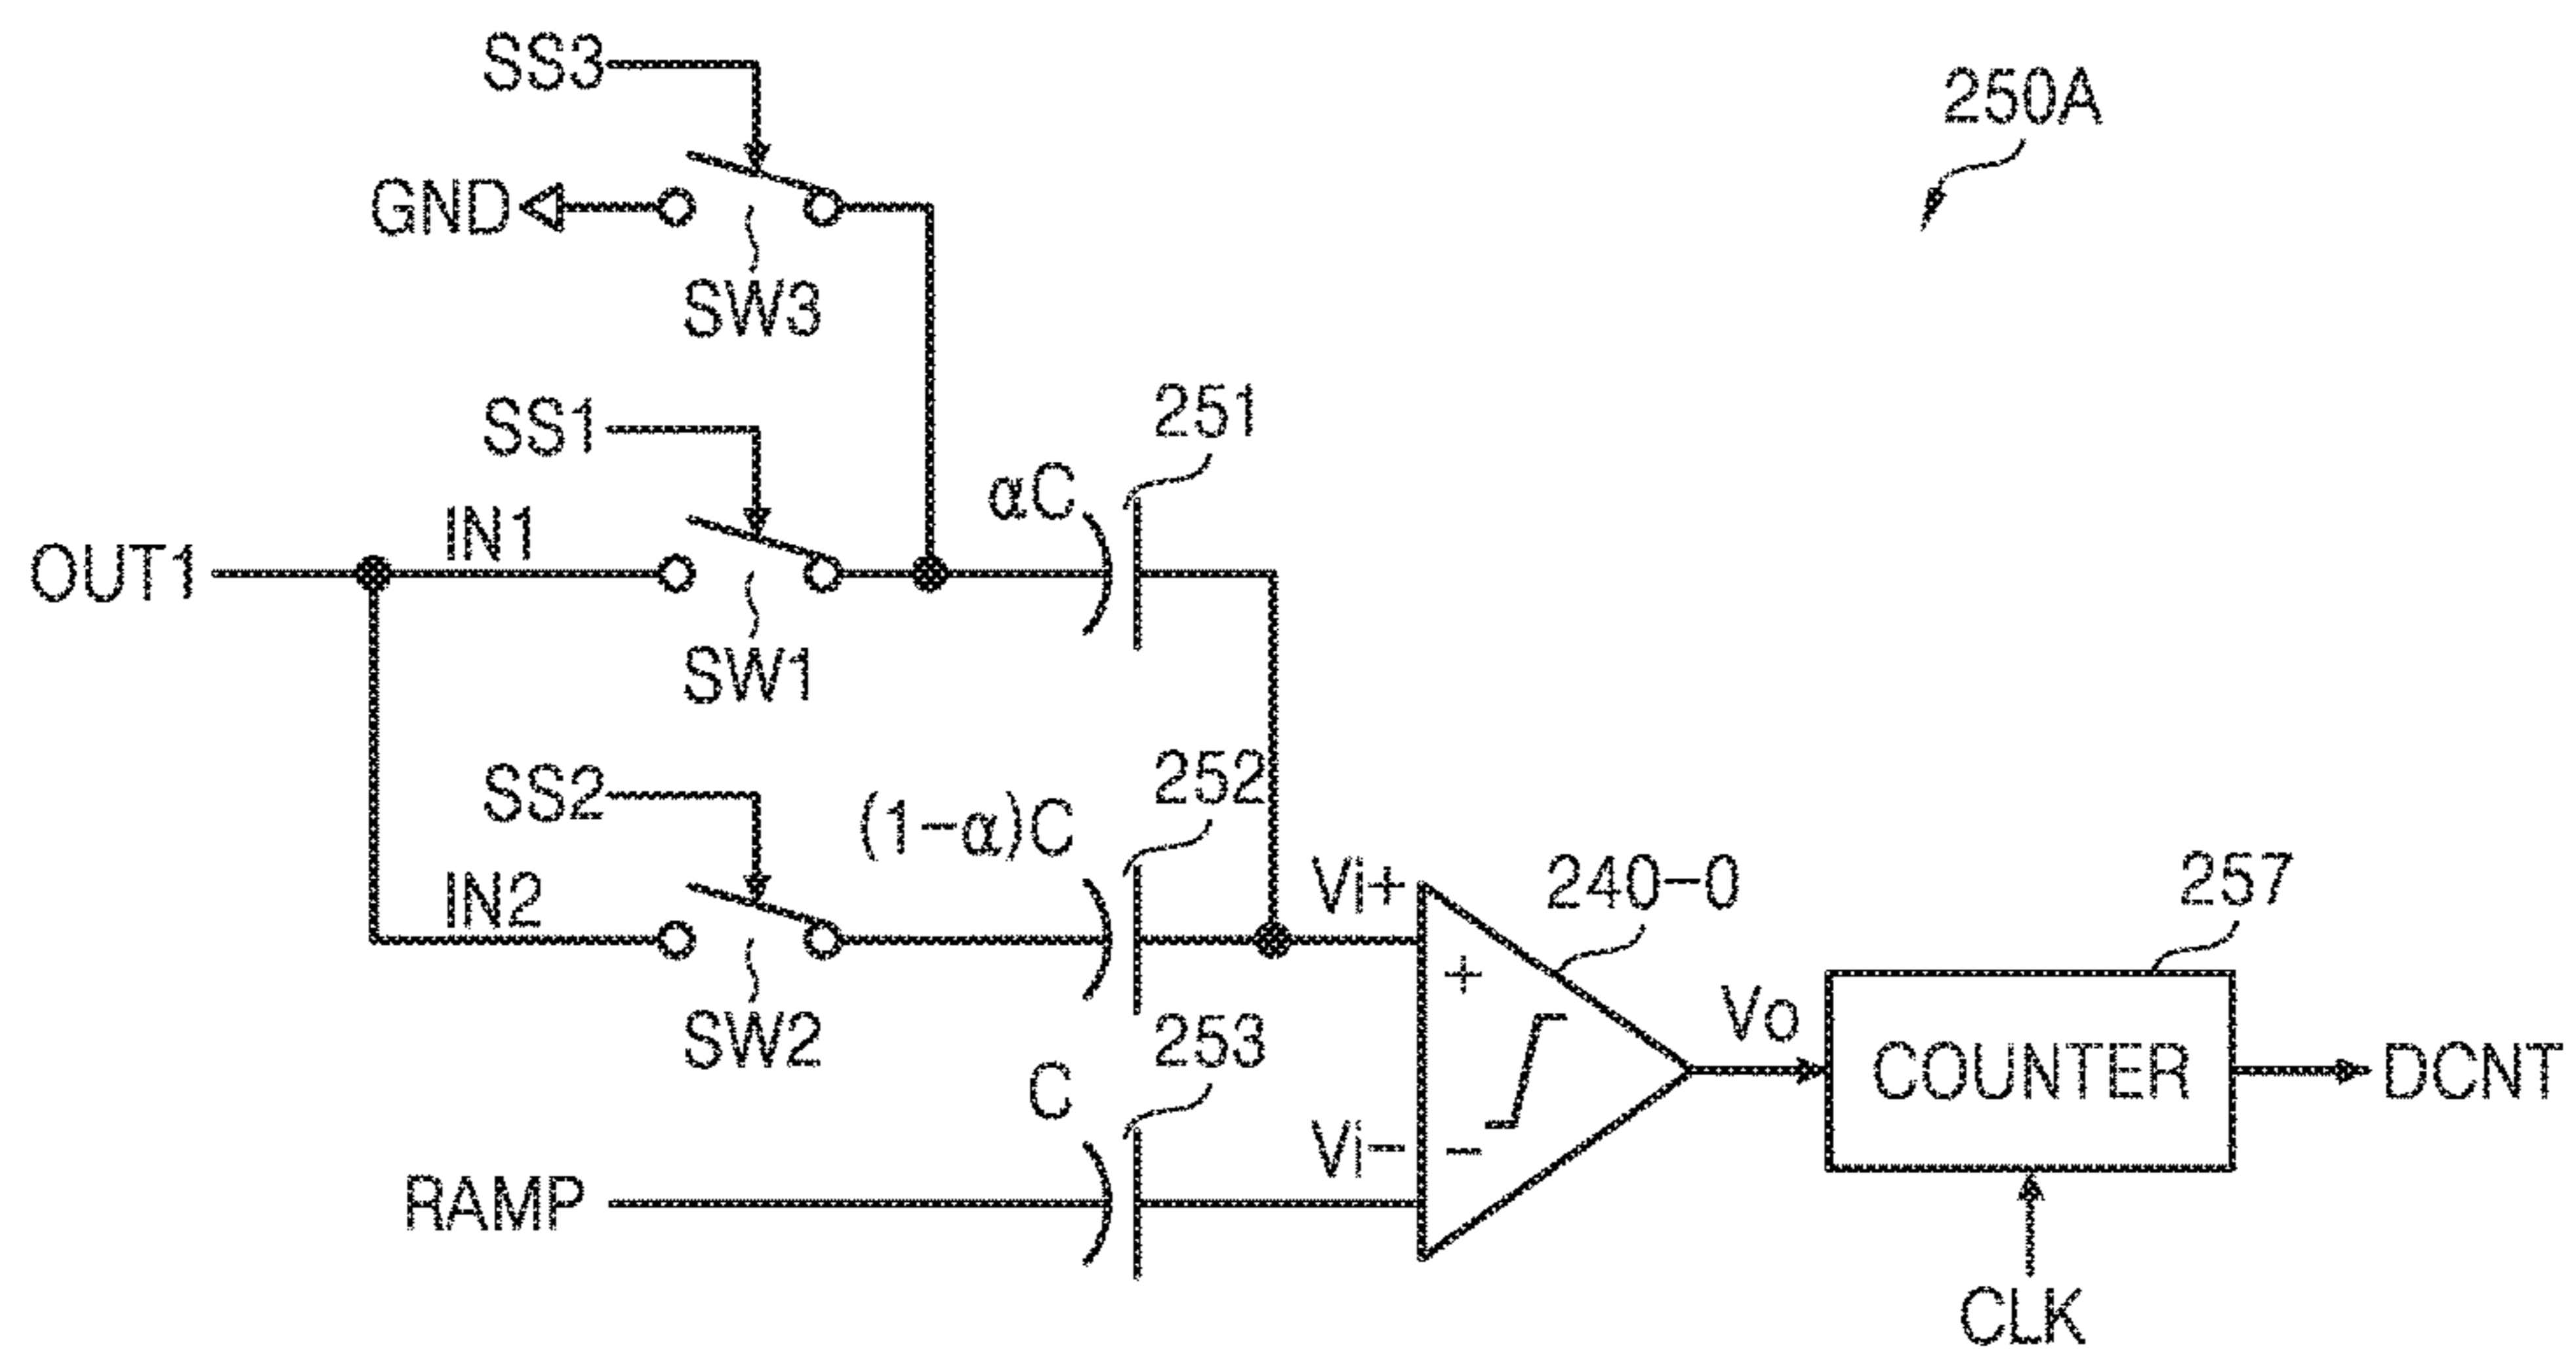 SS3
250A
GND
SW3
SS1
251
αC
IN1
OUT1
SW1
SS2
252
(1-α)C
IN2
Vi+
240-0
257
+
SW2
253
Vo
COUNTER
DCNT
C
Vi-
-
RAMP
CLK